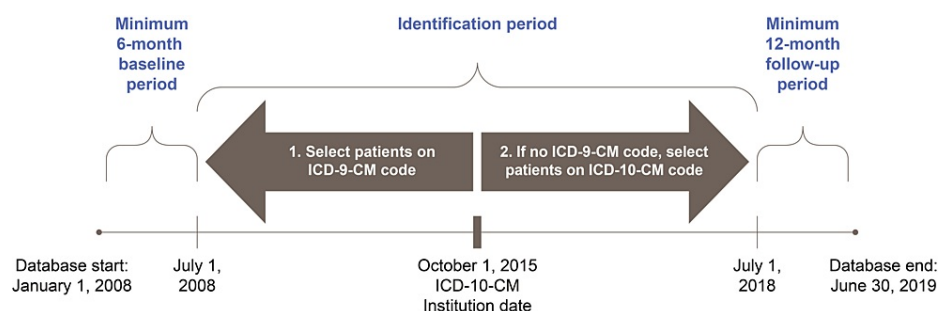 Minimum
6-month
baseline
period
Identification period
Minimum
12-month
follow-up
period
1. Select patients on
ICD-9-CM code
2. If no ICD-9-CM code, select
patients on ICD-10-CM code
Database start:
January 1, 2008
July 1,
2008
October 1, 2015
ICD-10-CM
Institution date
July 1,
2018
Database end:
June 30, 2019